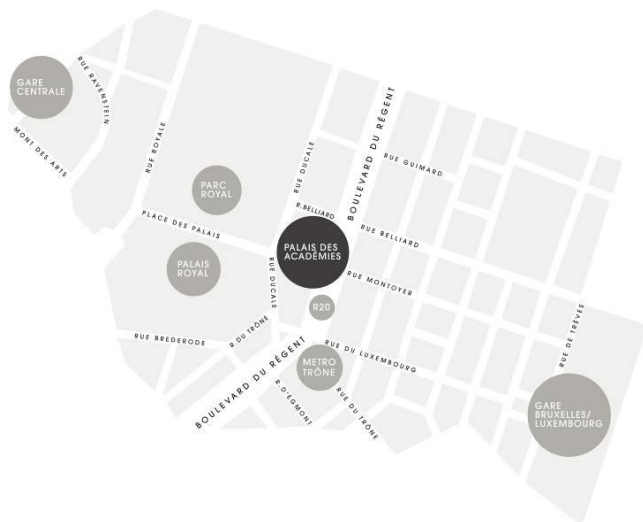 GARE
CENTRALE
RUE RAVENSTEIN
MONT DES ARTS
RUE ROYALE
PARC
ROYAL
RUE DUCALE
BOULEVARD DU RÉGENT
RUE GUIMARD
R.BELLIARD
RUE BELLIARD
PLACE DES PALAIS
PALAIS DES
ACADÉMIES
PALAIS
ROYAL
RUE DUCALE
RUE MONTOYER
R20
RUE DE TRÈVES
RUE BREDERODE
R.DU TRÔNE
BOULEVARD DU RÉGENT
METRO
TRÔNE
RUE DU LUXEMBOURG
R.D'EGMONT
RUE DU TRÔNE
GARE
BRUXELLES/
LUXEMBOURG